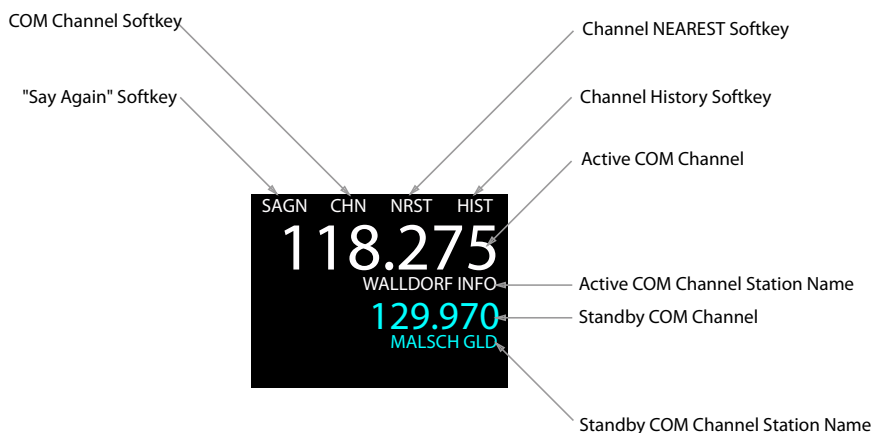 COM Channel Softkey
Channel NEAREST Softkey
"Say Again" Softkey
Channel History Softkey
Active COM Channel
SAGN CHN NRST HIST
118.275
WALLDORF INFO
Active COM Channel Station Name
129.970
Standby COM Channel
MALSCH GLD
Standby COM Channel Station Name